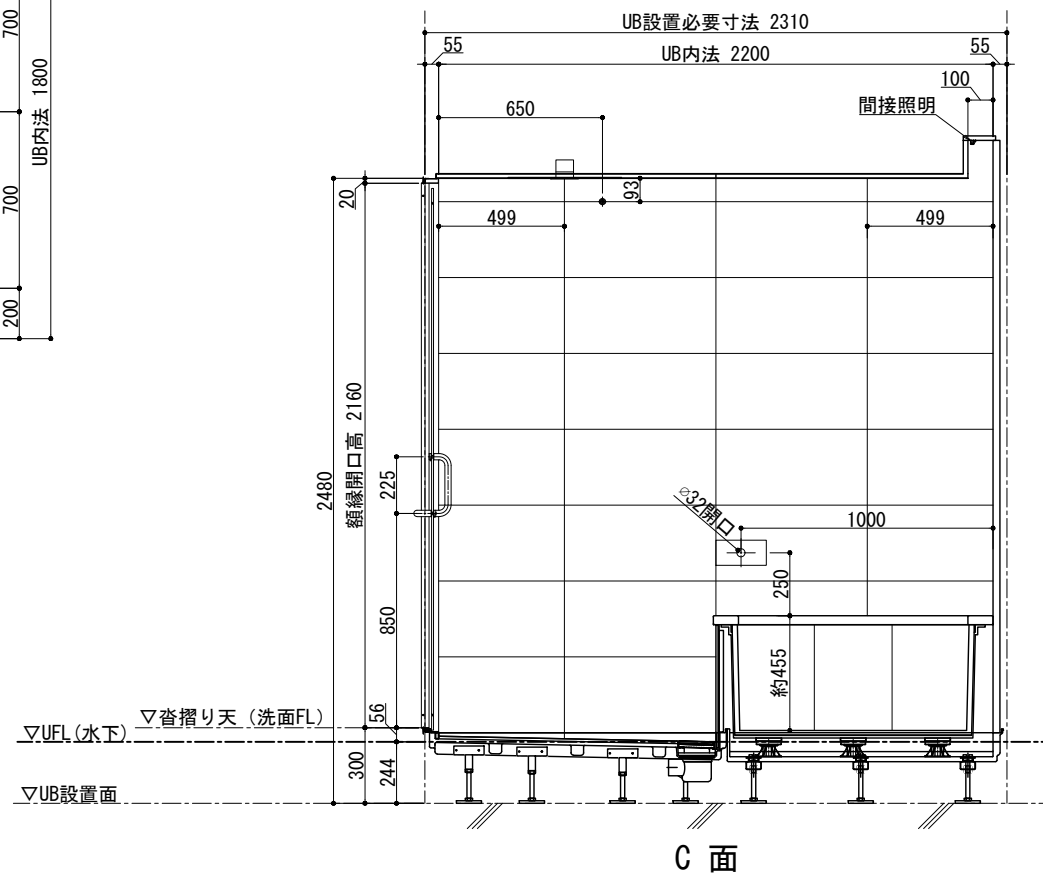 700
UB内法 1800
700
200
UB設置必要寸法 2310
55
UB内法 2200
55
100
間接照明
650
20
93
499
499
2480
額縁開口高 2160
225
⌀32開口
1000
250
850
約455
56
▽沓摺り天 (洗面FL)
▽UFL(水下)
300
244
▽UB設置面
C 面